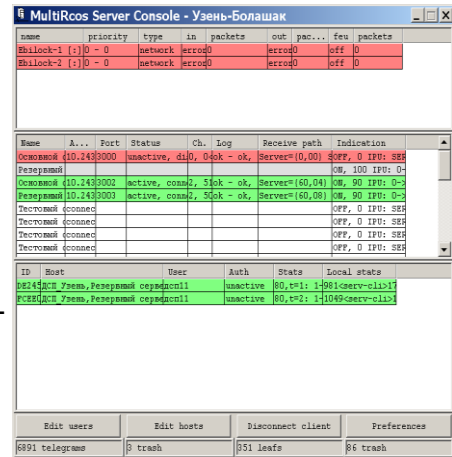 MultiRcos Server Console - Узень-Болашак
name priority type in packets out pac... feu packets
Ebilock-1 [:] 0 - 0 network error 0 error 0 off 0
Ebilock-2 [:] 0 - 0 network error 0 error 0 off 0
Name A... Port Status Ch. Log Receive path Indication
Основной 10.243 3000 unactive, di 0, 0 ok - ok, Server={0,00} OFF, 0 IPU: SER
Резервный ON, 100 IPU: 0-
Основной 10.243 3002 active, conn 2, 51 ok - ok, Server={60,04} ON, 90 IPU: 0->
Резервный 10.243 3003 active, conn 2, 50 ok - ok, Server={60,08} ON, 90 IPU: 0->
Тестовый (connec OFF, 0 IPU: SER
Тестовый (connec OFF, 0 IPU: SER
Тестовый (connec OFF, 0 IPU: SER
Тестовый (connec OFF, 0 IPU: SER
ID Host User Auth Stats Local stats
DE245 ДСП_Узень,Резервный серве дсп11 unactive 80,t=1: 1- 981<serv-cli>17
ДСП_Узень,Резервный серве дсп11 unactive 80,t=2: 1- 1049<serv-cli>1
Edit users Edit hosts Disconnect client Preferences
6891 telegrams 3 trash 351 leafs 86 trash